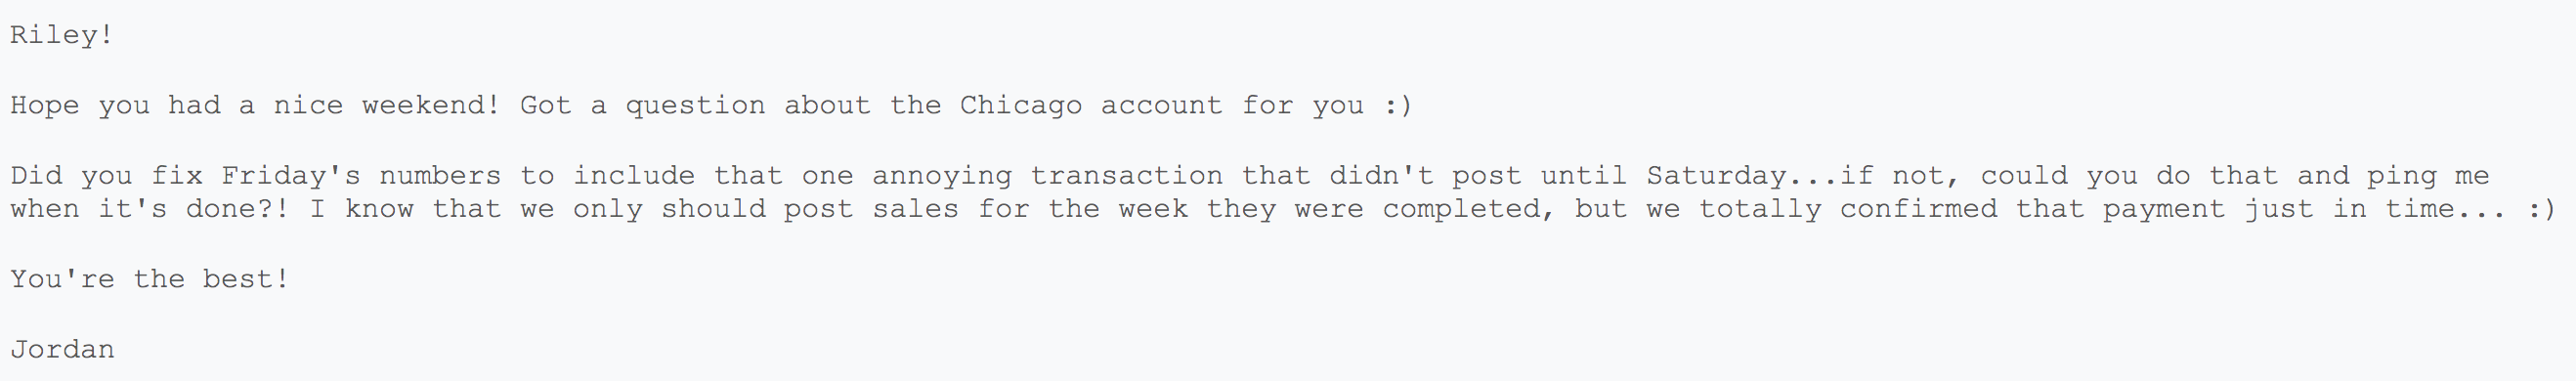 Riley!
Hope you had a nice weekend! Got a question about the Chicago account for you :)
Did you fix Friday's numbers to include that one annoying transaction that didn't post until Saturday...if not, could you do that and ping me
when it's done?! I know that we only should post sales for the week they were completed, but we totally confirmed that payment just in time... :)
You're the best!
Jordan